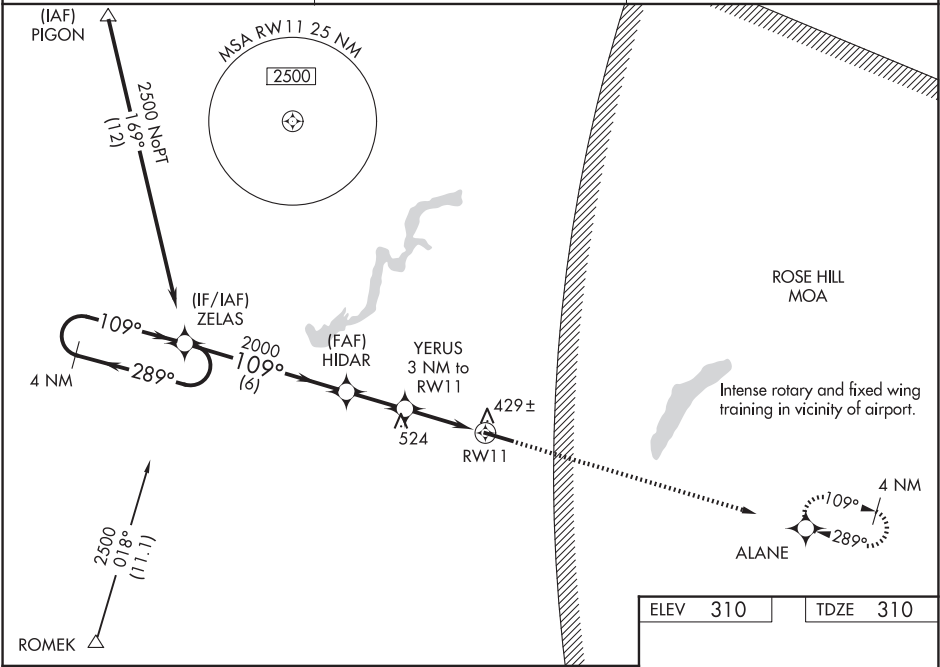 (IAF)
PIGON
MSA RW11 25 NM
2500
2500 NoPT
169°
(12)
(IF/IAF)
ZELAS
109°
289°
4 NM
2000
109°
(6)
(FAF)
HIDAR
YERUS
3 NM to
RW11
524
429±
RW11
ROSE HILL
MOA
Intense rotary and fixed wing
training in vicinity of airport.
4 NM
109°
289°
ALANE
2500
018°
(11.1)
ROMEK
ELEV 310
TDZE 310